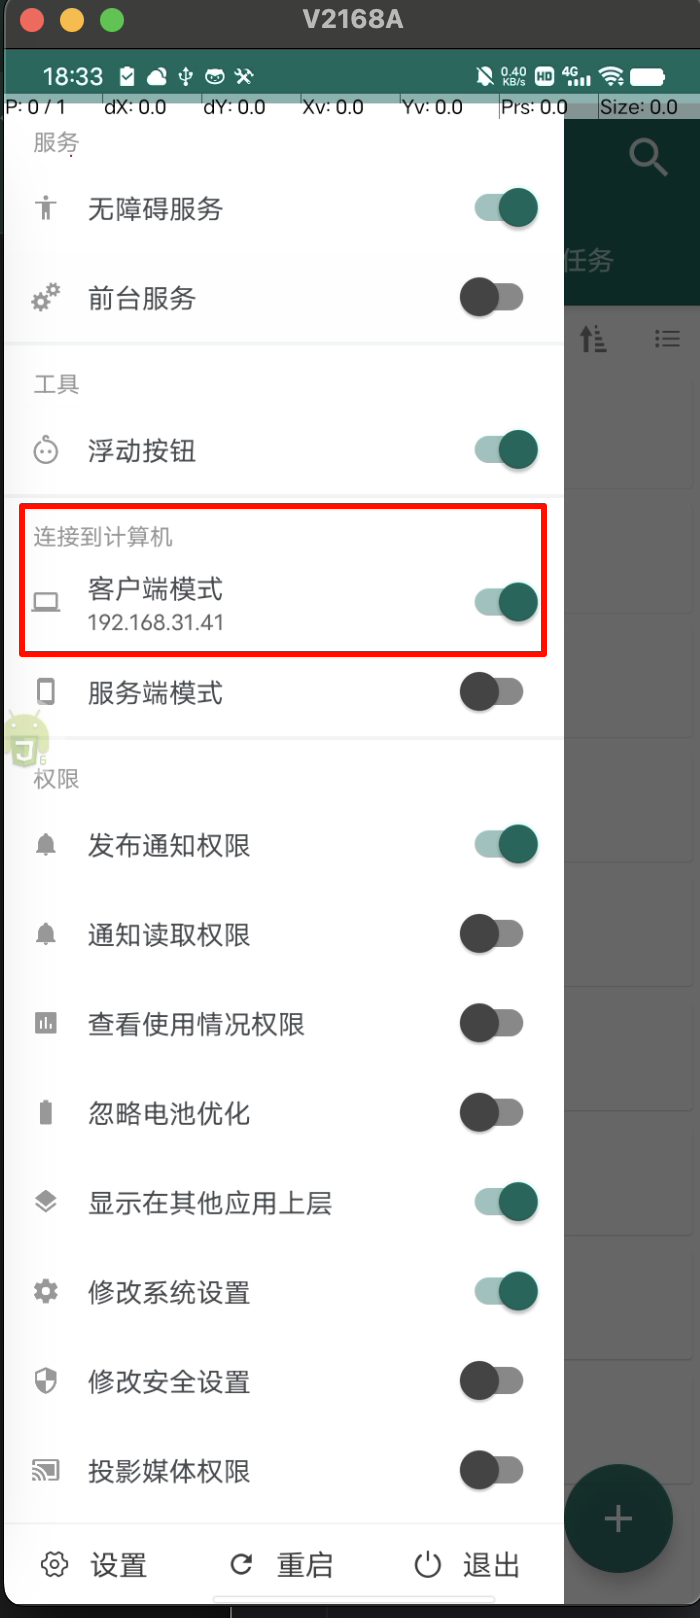 V2168A
18:33
0.40
KB/s
HD
4G
P: 0 / 1 dX: 0.0 dY: 0.0 Xv: 0.0 Yv: 0.0 Prs: 0.0 Size: 0.0
服务
无障碍服务
任务
前台服务
工具
浮动按钮
连接到计算机
客户端模式
192.168.31.41
服务端模式
J
6
权限
发布通知权限
通知读取权限
查看使用情况权限
忽略电池优化
显示在其他应用上层
修改系统设置
修改安全设置
投影媒体权限
设置 重启 退出